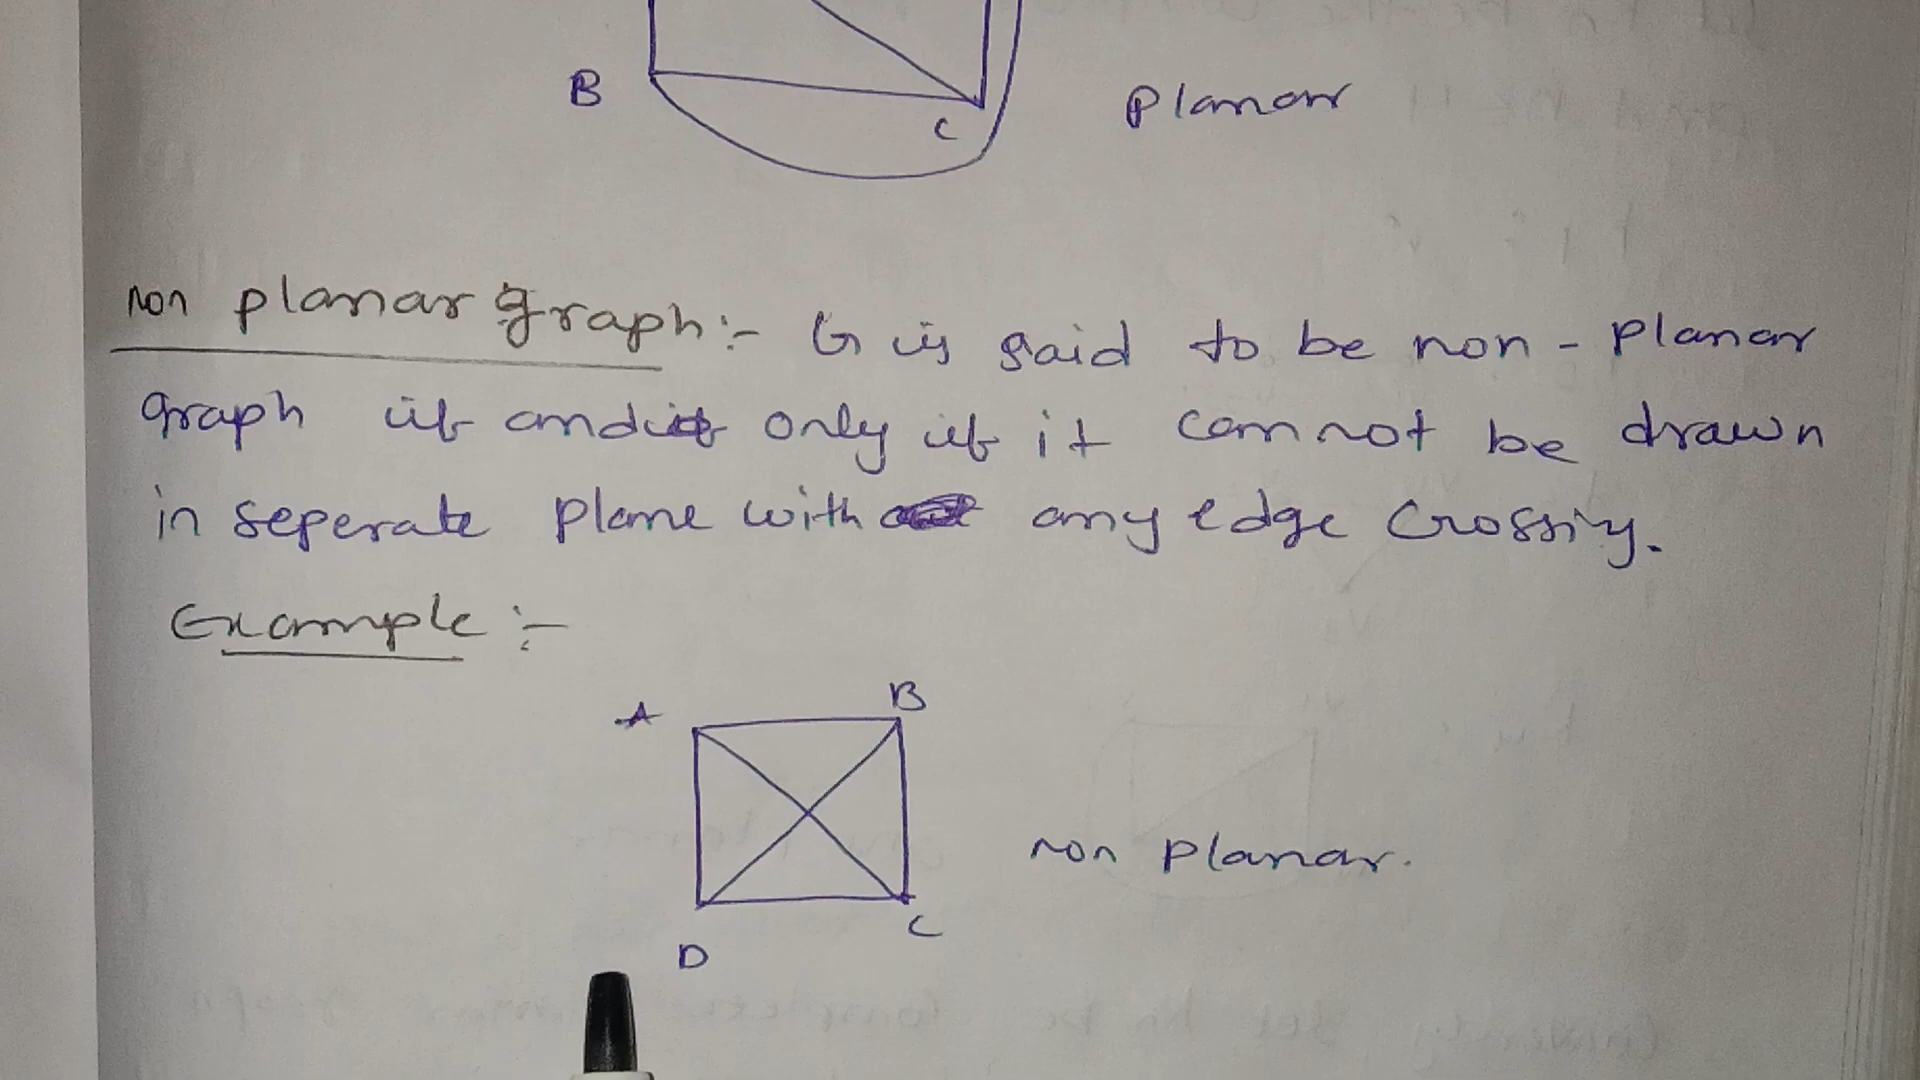 B
C
planar
non planar graph:- G is said to be non-planar
graph if and only if it cannot be drawn
in seperate plane with any edge crossing.
Example :-
A
B
non planar.
C
D